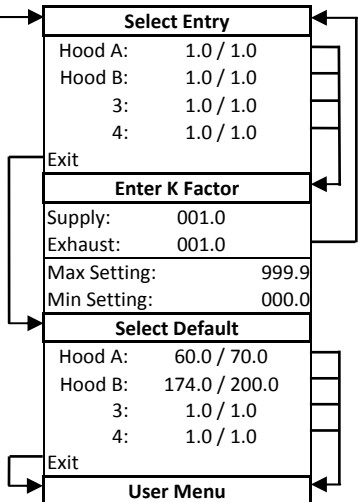 Select Entry
Hood A: 1.0 / 1.0
Hood B: 1.0 / 1.0
3: 1.0 / 1.0
4: 1.0 / 1.0
Exit
Enter K Factor
Supply: 001.0
Exhaust: 001.0
Max Setting: 999.9
Min Setting: 000.0
Select Default
Hood A: 60.0 / 70.0
Hood B: 174.0 / 200.0
3: 1.0 / 1.0
4: 1.0 / 1.0
Exit
User Menu